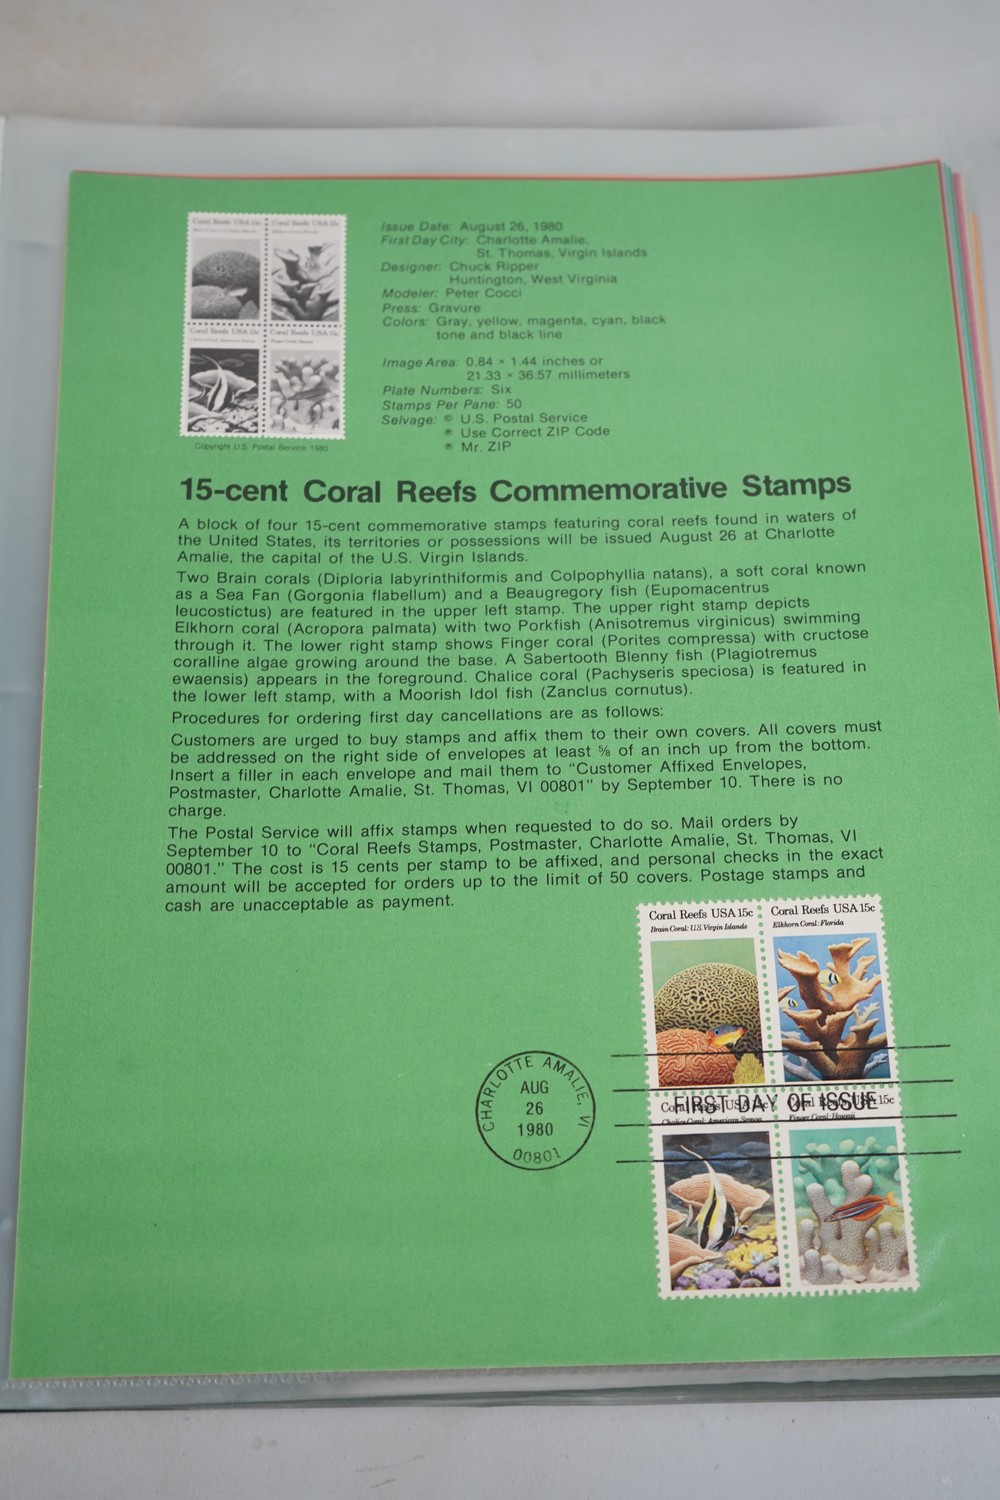 Coral Reefs USA 15c
Coral Reefs USA 15c
Coral Reefs USA 15c
Coral Reefs USA 15c
Copyright U.S. Postal Service 1980
Issue Date: August 26, 1980
First Day City: Charlotte Amalie,
St. Thomas, Virgin Islands
Designer: Chuck Ripper
Huntington, West Virginia
Modeler: Peter Cocci
Press: Gravure
Colors: Gray, yellow, magenta, cyan, black
tone and black line
Image Area: 0.84 × 1.44 inches or
21.33 × 36.57 millimeters
Plate Numbers: Six
Stamps Per Pane: 50
Selvage: © U.S. Postal Service
® Use Correct ZIP Code
® Mr. ZIP
15-cent Coral Reefs Commemorative Stamps
A block of four 15-cent commemorative stamps featuring coral reefs found in waters of
the United States, its territories or possessions will be issued August 26 at Charlotte
Amalie, the capital of the U.S. Virgin Islands.
Two Brain corals (Diploria labyrinthiformis and Colpophyllia natans), a soft coral known
as a Sea Fan (Gorgonia flabellum) and a Beaugregory fish (Eupomacentrus
leucostictus) are featured in the upper left stamp. The upper right stamp depicts
Elkhorn coral (Acropora palmata) with two Porkfish (Anisotremus virginicus) swimming
through it. The lower right stamp shows Finger coral (Porites compressa) with cructose
coralline algae growing around the base. A Sabertooth Blenny fish (Plagiotremus
ewaensis) appears in the foreground. Chalice coral (Pachyseris speciosa) is featured in
the lower left stamp, with a Moorish Idol fish (Zanclus cornutus).
Procedures for ordering first day cancellations are as follows:
Customers are urged to buy stamps and affix them to their own covers. All covers must
be addressed on the right side of envelopes at least ⅝ of an inch up from the bottom.
Insert a filler in each envelope and mail them to “Customer Affixed Envelopes,
Postmaster, Charlotte Amalie, St. Thomas, VI 00801” by September 10. There is no
charge.
The Postal Service will affix stamps when requested to do so. Mail orders by
September 10 to “Coral Reefs Stamps, Postmaster, Charlotte Amalie, St. Thomas, VI
00801.” The cost is 15 cents per stamp to be affixed, and personal checks in the exact
amount will be accepted for orders up to the limit of 50 covers. Postage stamps and
cash are unacceptable as payment.
Coral Reefs USA 15c
Brain Coral: U.S. Virgin Islands
Coral Reefs USA 15c
Elkhorn Coral: Florida
CHARLOTTE AMALIE, VI
AUG
26
1980
00801
FIRST DAY OF ISSUE
Coral Reefs USA 15c
Chalice Coral: American Samoa
Coral Reefs USA 15c
Finger Coral: Hawaii